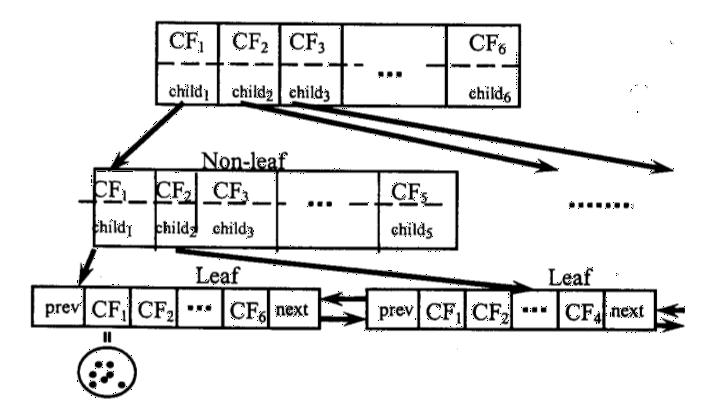 CF₁ CF₂ CF₃ ... CF₆
child₁ child₂ child₃ child₆
Non-leaf
CF₁ CF₂ CF₃ ... CF₅
child₁ child₂ child₃ child₅
.......
Leaf Leaf
prev CF₁ CF₂ ... CF₆ next prev CF₁ CF₂ ... CF₄ next